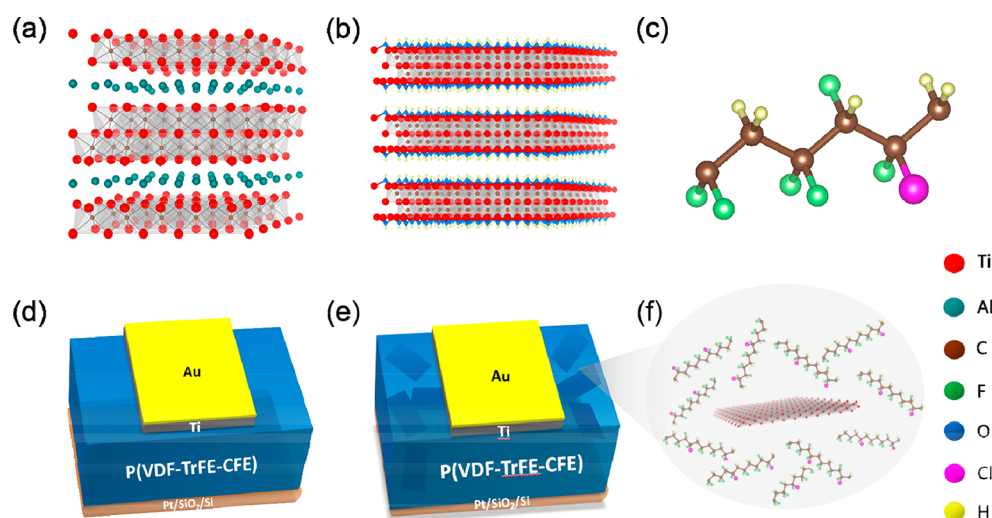 (a)
(b)
(c)
Ti
Al
C
F
O
Cl
H
(d)
Au
Ti
P(VDF-TrFE-CFE)
Pt/SiO₂/Si
(e)
Au
Ti
P(VDF-TrFE-CFE)
Pt/SiO₂/Si
(f)